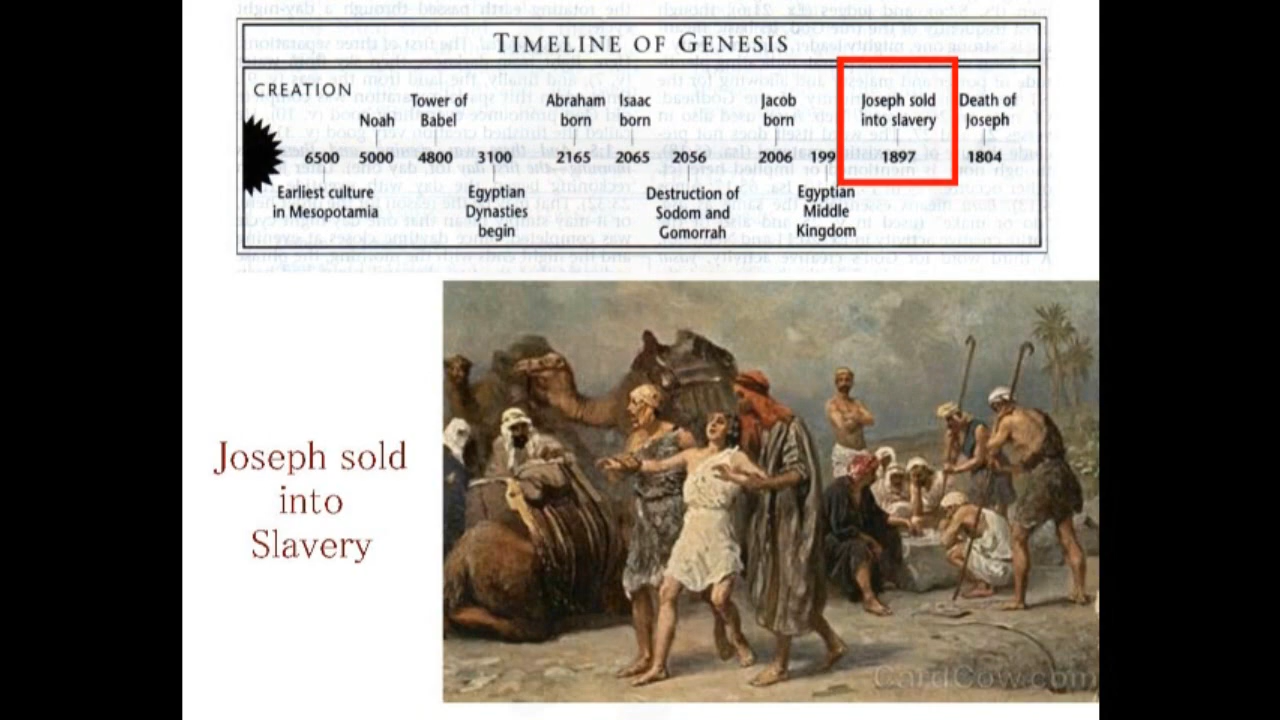 TIMELINE OF GENESIS
CREATION
Noah
Tower of
Babel
Abraham
born
Isaac
born
Jacob
born
Joseph sold
into slavery
Death of
Joseph
6500 5000 4800 3100 2165 2065 2056 2006 199 1897 1804
Earliest culture
in Mesopotamia
Egyptian
Dynasties
begin
Destruction of
Sodom and
Gomorrah
Egyptian
Middle
Kingdom
Joseph sold
into
Slavery
CardCow.com